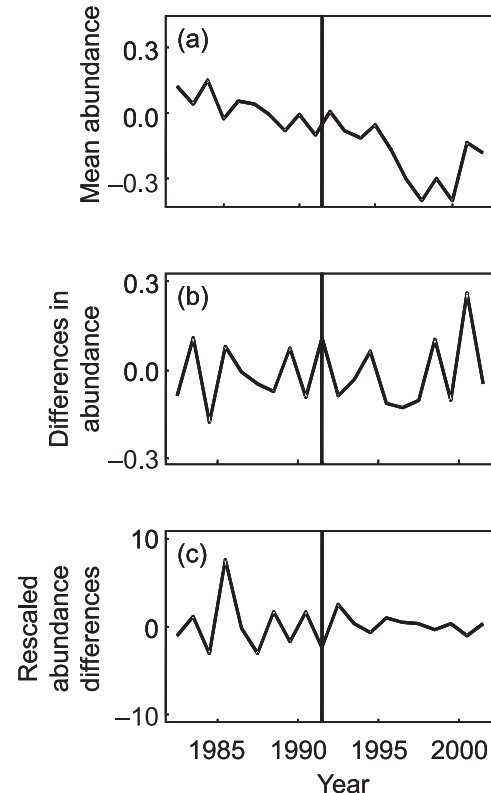 (a)
0.3
0.0
–0.3
Mean abundance
(b)
0.3
0.0
–0.3
Differences in
abundance
(c)
10
0
–10
Rescaled
abundance
differences
1985 1990 1995 2000
Year